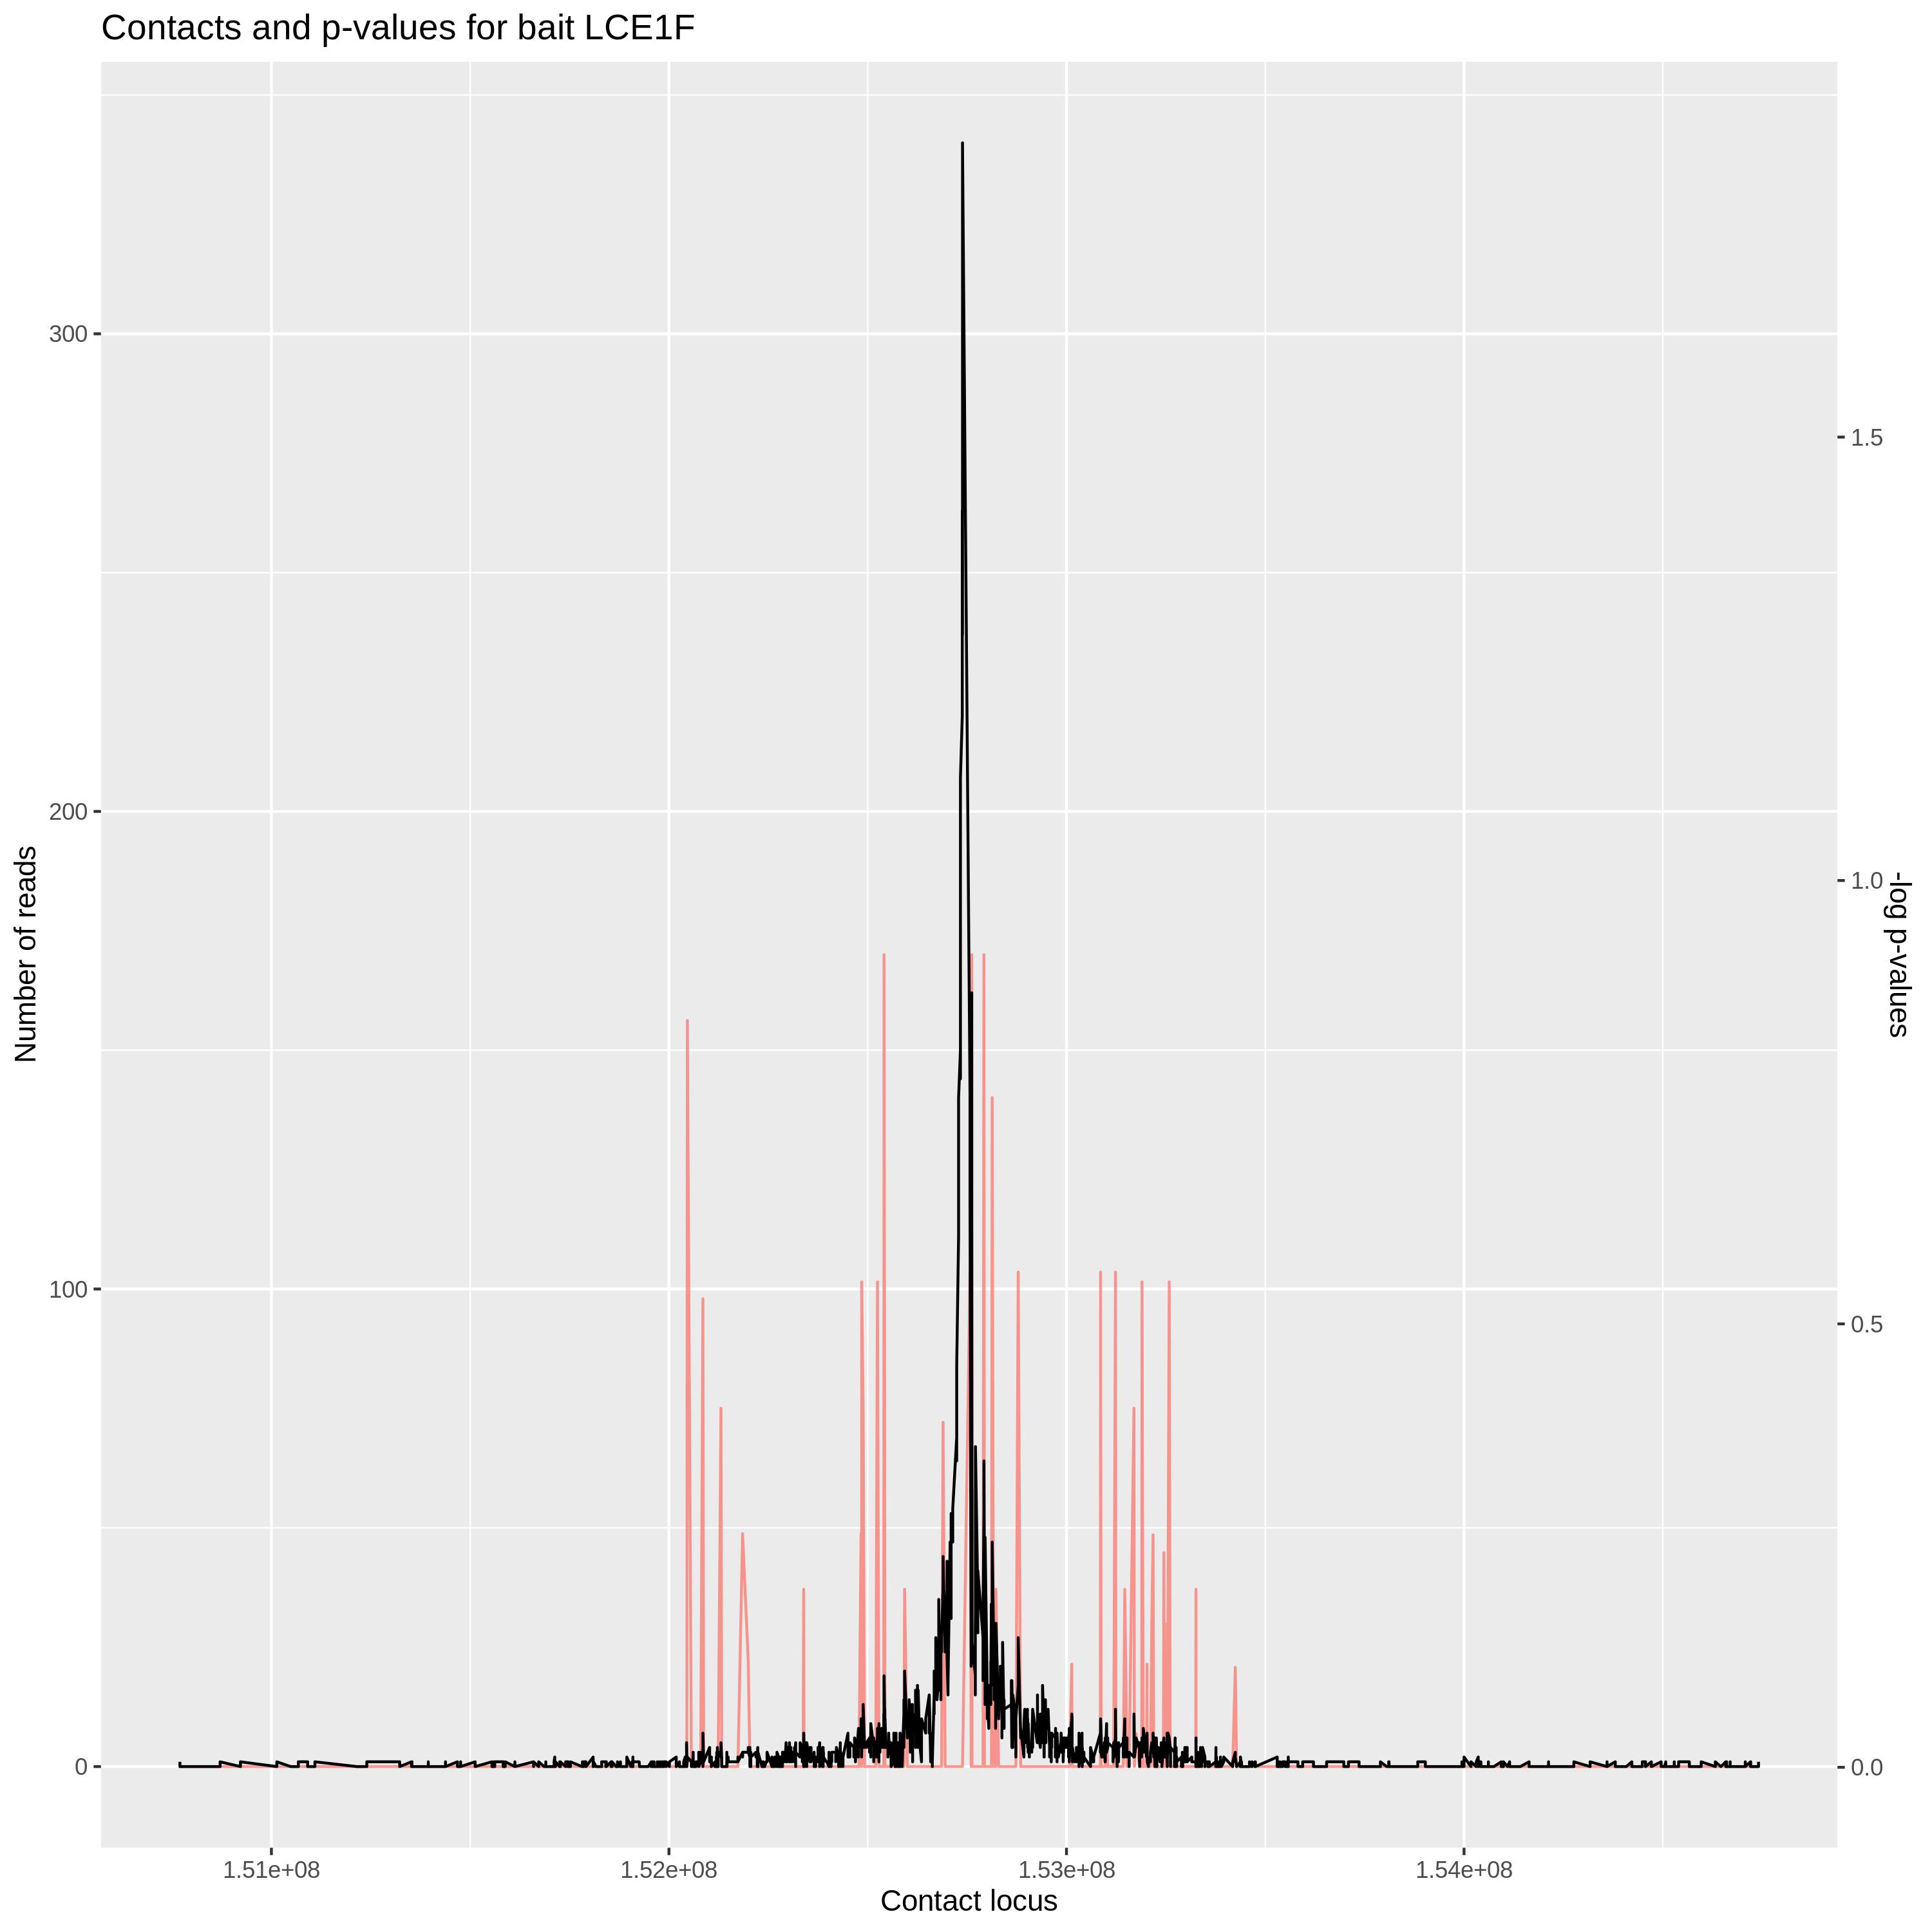 Contacts and p-values for bait LCE1F
Number of reads
300
200
100
0
1.5
1.0
0.5
0.0
-log p-values
1.51e+08
1.52e+08
1.53e+08
1.54e+08
Contact locus